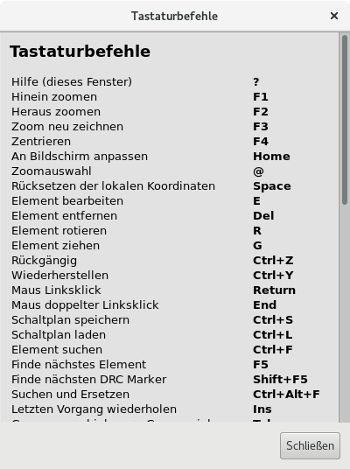 Tastaturbefehle
Tastaturbefehle
Hilfe (dieses Fenster) ?
Hinein zoomen F1
Heraus zoomen F2
Zoom neu zeichnen F3
Zentrieren F4
An Bildschirm anpassen Home
Zoomauswahl @
Rücksetzen der lokalen Koordinaten Space
Element bearbeiten E
Element entfernen Del
Element rotieren R
Element ziehen G
Rückgängig Ctrl+Z
Wiederherstellen Ctrl+Y
Maus Linksklick Return
Maus doppelter Linksklick End
Schaltplan speichern Ctrl+S
Schaltplan laden Ctrl+L
Element suchen Ctrl+F
Finde nächstes Element F5
Finde nächsten DRC Marker Shift+F5
Suchen und Ersetzen Ctrl+Alt+F
Letzten Vorgang wiederholen Ins
Schließen